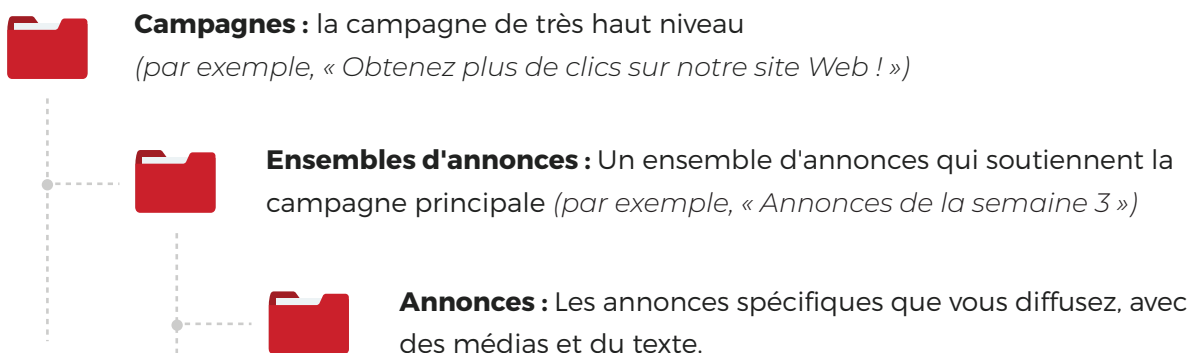 Campagnes : la campagne de très haut niveau
(par exemple, « Obtenez plus de clics sur notre site Web ! »)
Ensembles d'annonces : Un ensemble d'annonces qui soutiennent la
campagne principale (par exemple, « Annonces de la semaine 3 »)
Annonces : Les annonces spécifiques que vous diffusez, avec
des médias et du texte.